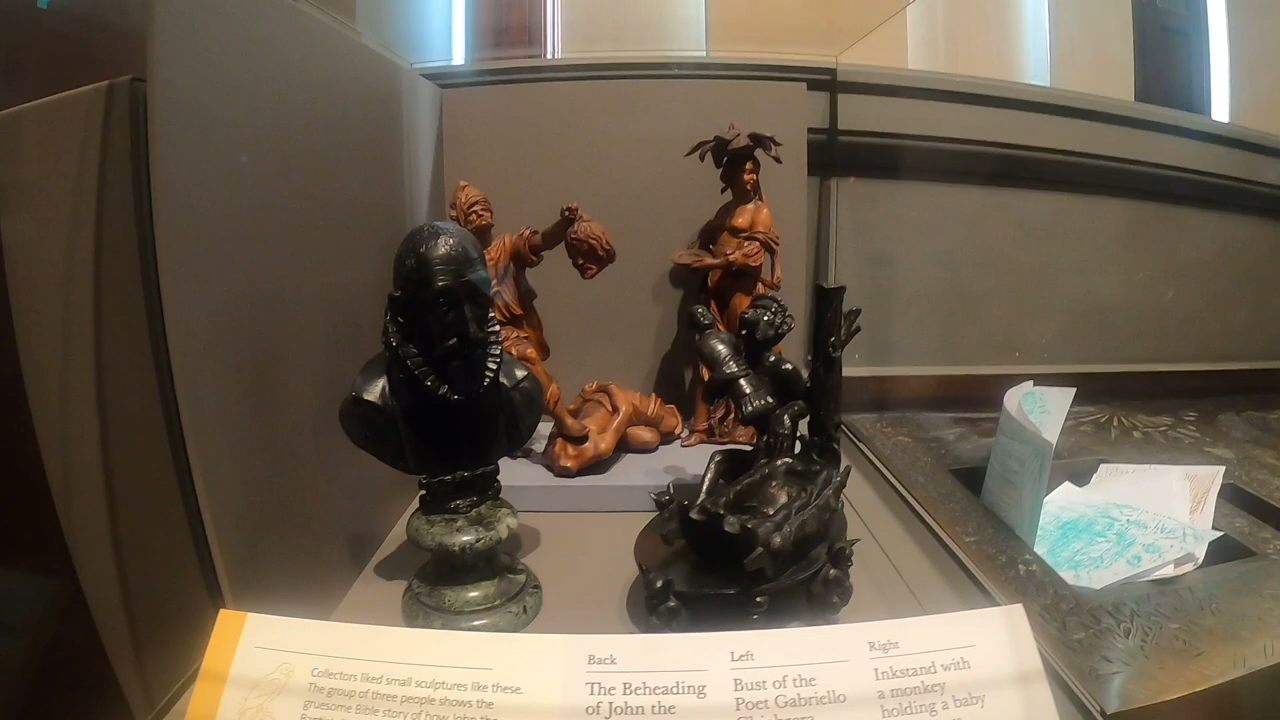 Collectors liked small sculptures like these.
The group of three people shows the
gruesome Bible story of how John the
Back
The Beheading
of John the
Left
Bust of the
Poet Gabriello
Chiabrera
Right
Inkstand with
a monkey
holding a baby